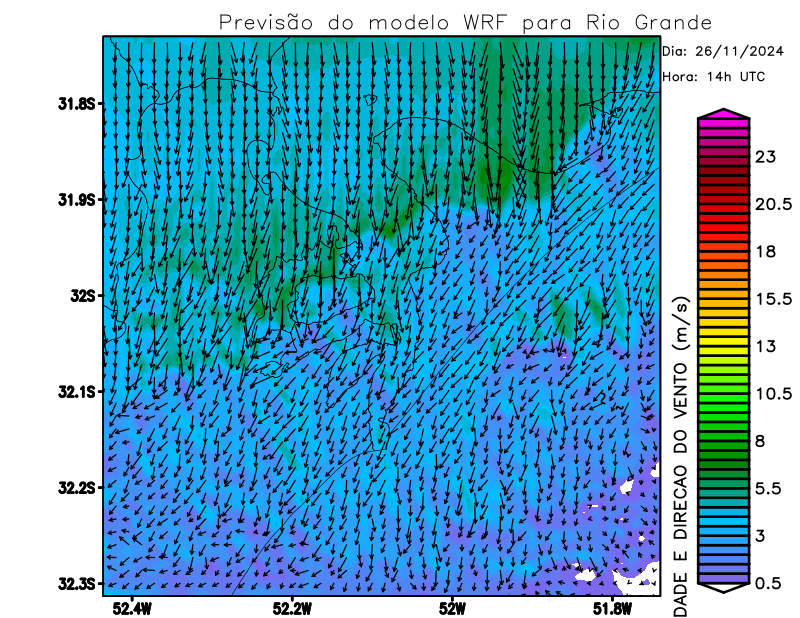 Previsão do modelo WRF para Rio Grande
Dia: 26/11/2024
Hora: 14h UTC
31.8S
31.9S
32S
32.1S
32.2S
32.3S
52.4W
52.2W
52W
51.8W
23
20.5
18
15.5
13
10.5
8
5.5
3
0.5
DADE E DIRECAO DO VENTO (m/s)